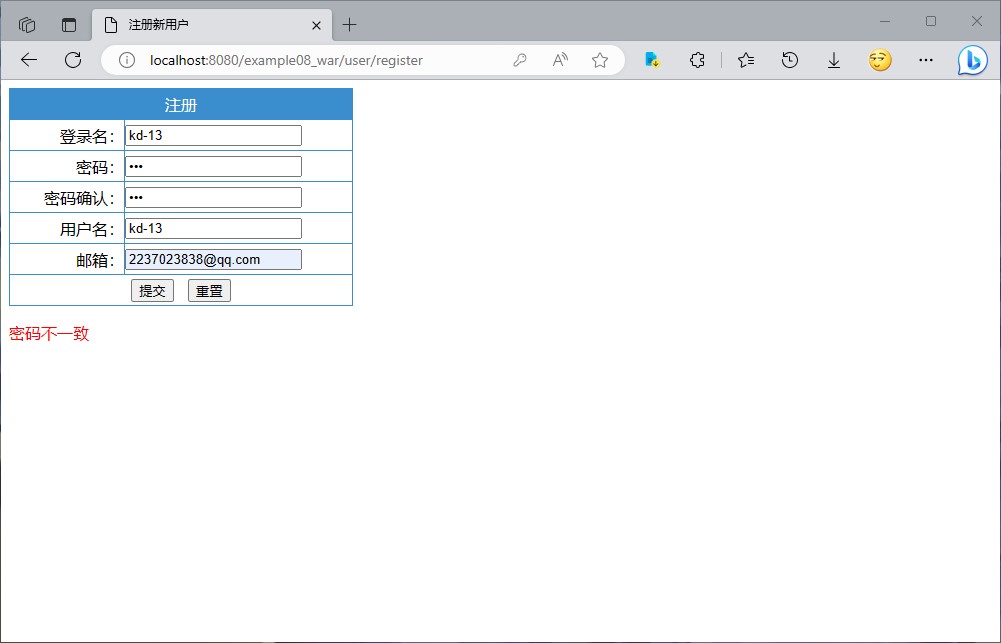 注册新用户
localhost:8080/example08_war/user/register
注册
登录名： kd-13
密码： •••
密码确认： •••
用户名： kd-13
邮箱： 2237023838@qq.com
提交 重置
密码不一致